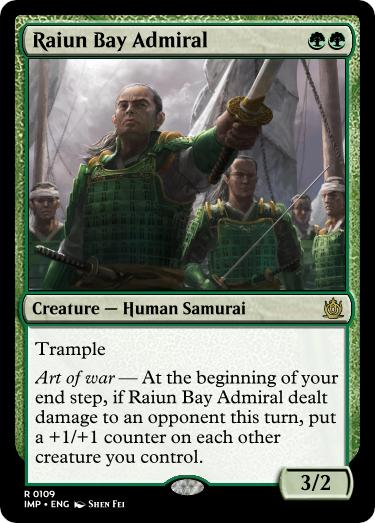 Raiun Bay Admiral
Creature — Human Samurai
Trample
Art of war — At the beginning of your
end step, if Raiun Bay Admiral dealt
damage to an opponent this turn, put
a +1/+1 counter on each other
creature you control.
3/2
R 0109
IMP • ENG Shen Fei